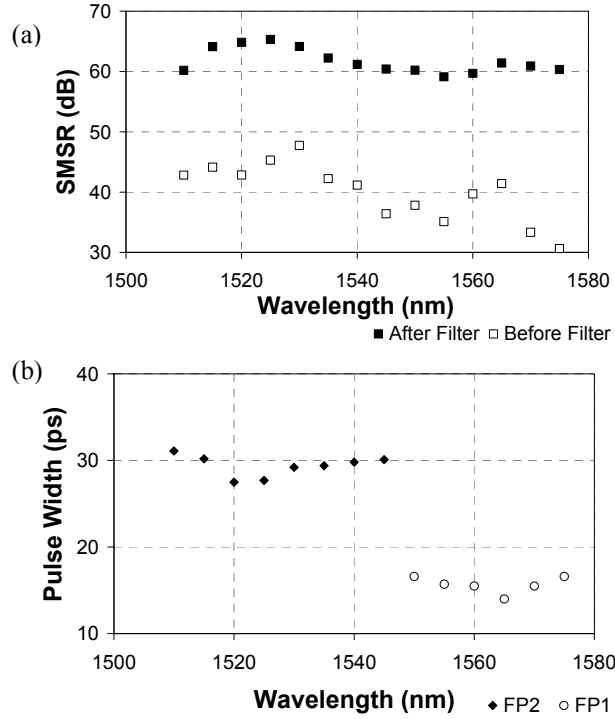 (a)
70
60
50
40
30
SMSR (dB)
1500 1520 1540 1560 1580
Wavelength (nm)
After Filter Before Filter
(b)
40
30
20
10
Pulse Width (ps)
1500 1520 1540 1560 1580
Wavelength (nm)
FP2 FP1